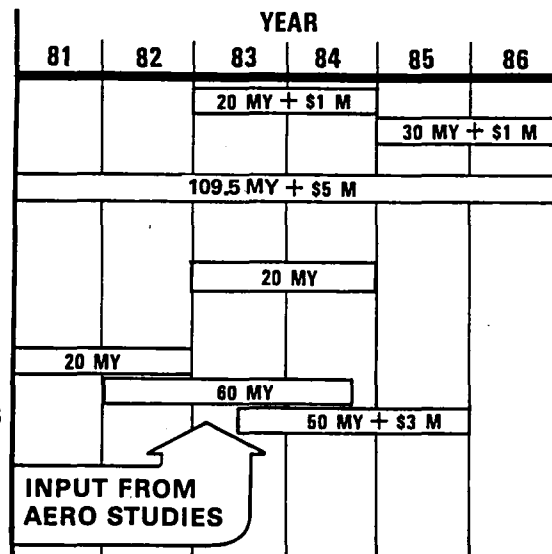 YEAR
81 82 83 84 85 86
20 MY + $1 M
30 MY + $1 M
109.5 MY + $5 M
20 MY
20 MY
60 MY
50 MY + $3 M
INPUT FROM
AERO STUDIES